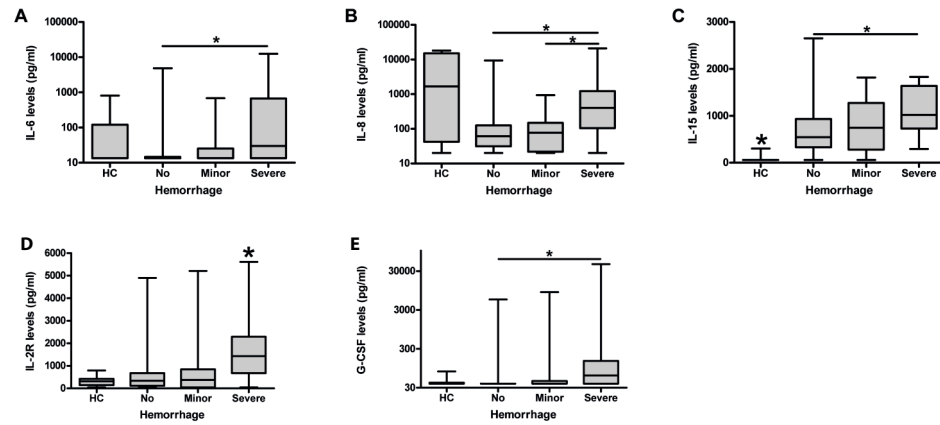 A
IL-6 levels (pg/ml)
100000
10000
1000
100
10
*
HC No Minor Severe
Hemorrhage
B
IL-8 levels (pg/ml)
100000
10000
1000
100
10
*
*
HC No Minor Severe
Hemorrhage
C
IL-15 levels (pg/ml)
3000
2000
1000
0
*
*
HC No Minor Severe
Hemorrhage
D
IL-2R levels (pg/ml)
6000
5000
4000
3000
2000
1000
0
*
HC No Minor Severe
Hemorrhage
E
G-CSF levels (pg/ml)
30000
3000
300
30
*
HC No Minor Severe
Hemorrhage